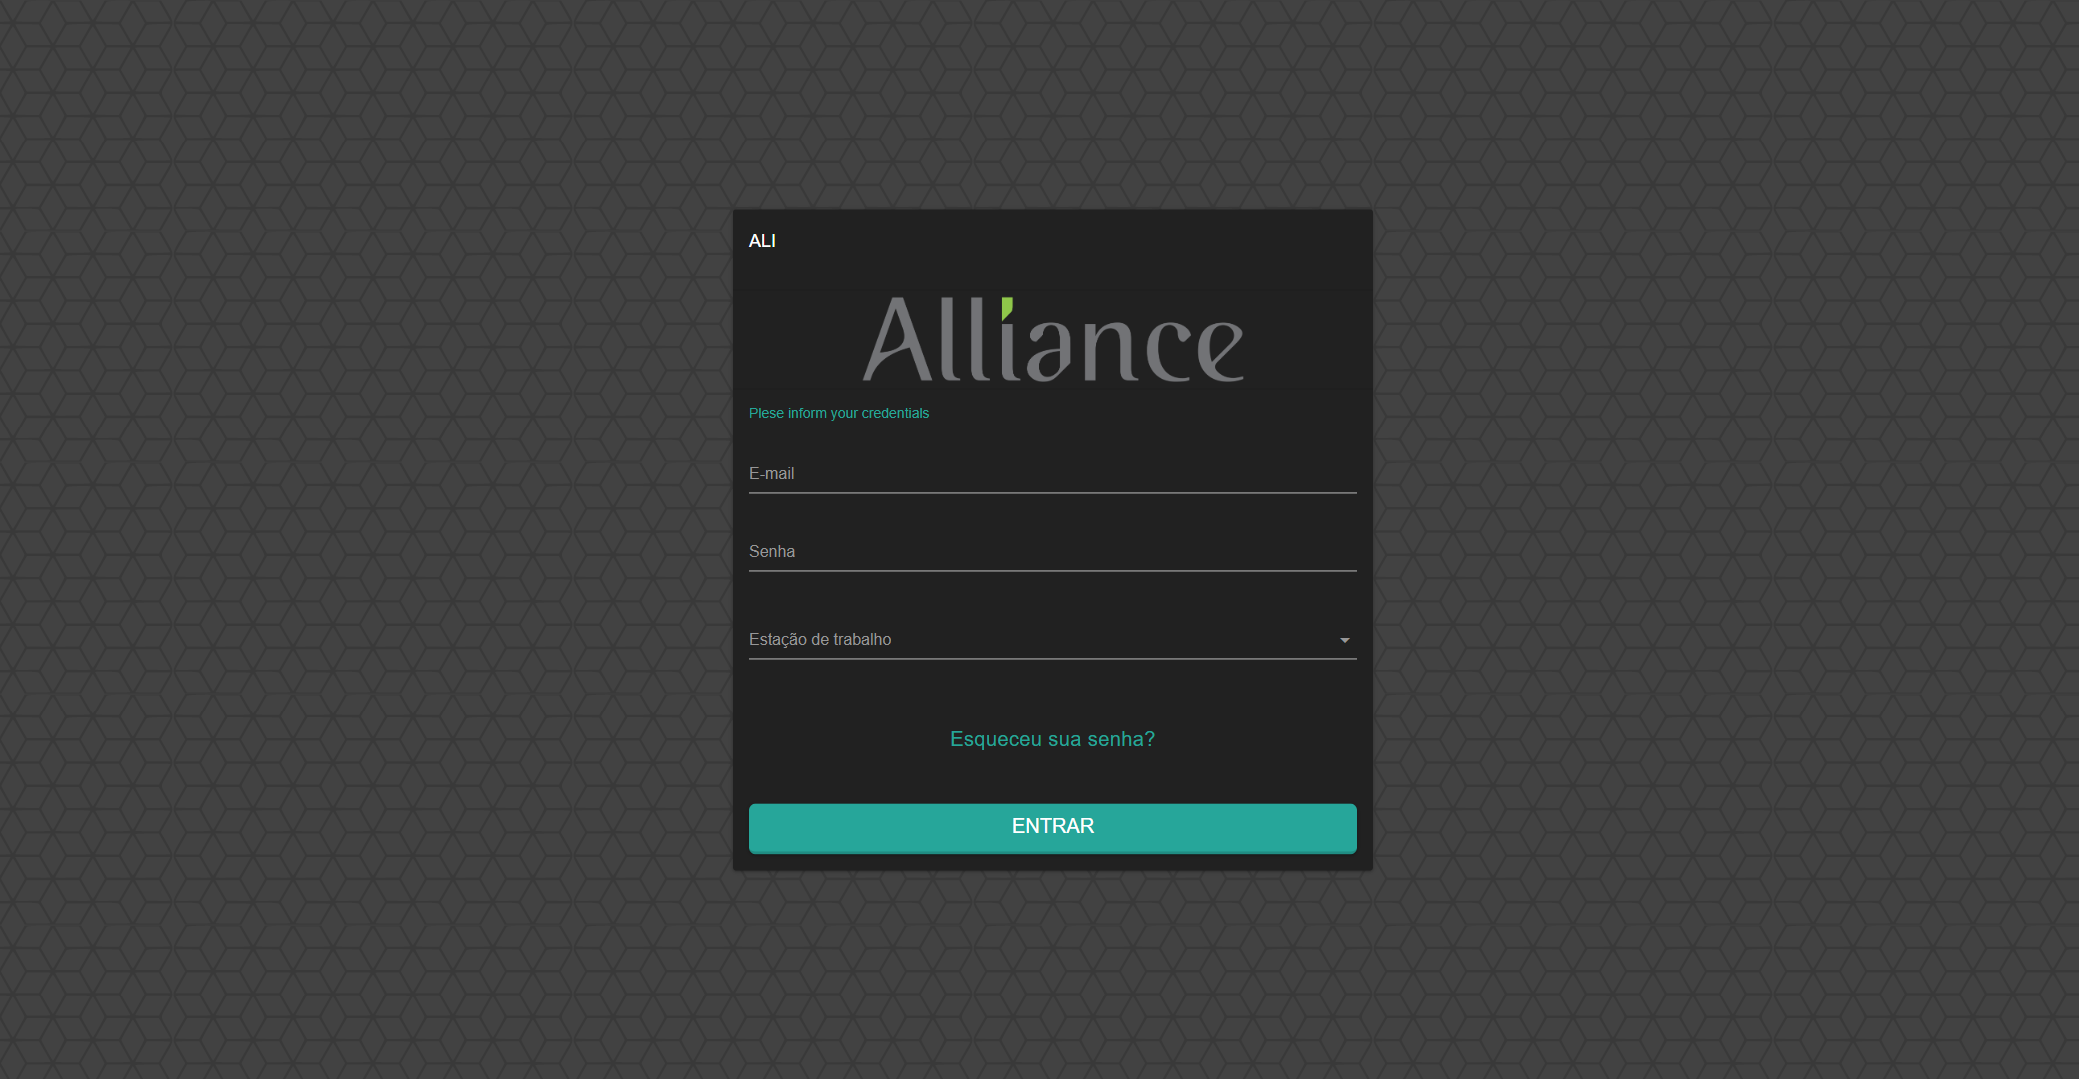 ALI
Alliance
Plese inform your credentials
E-mail
Senha
Estação de trabalho
Esqueceu sua senha?
ENTRAR